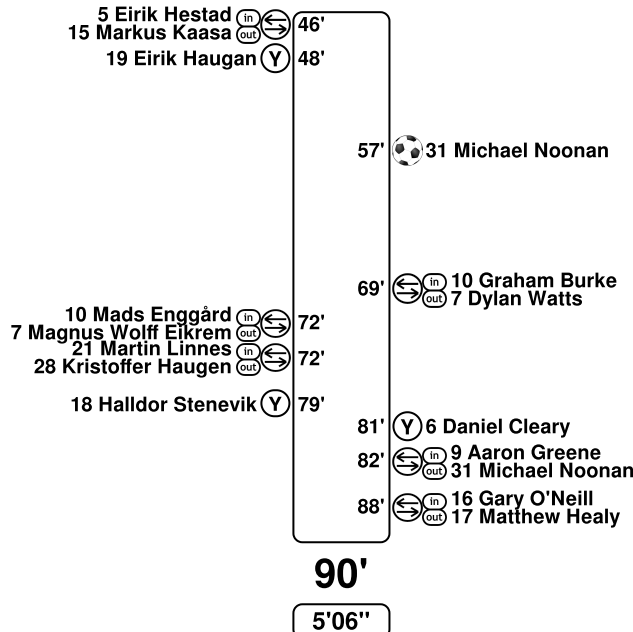 5 Eirik Hestad in 46'
15 Markus Kaasa out
19 Eirik Haugan Y 48'
57' 31 Michael Noonan
69' in 10 Graham Burke
out 7 Dylan Watts
10 Mads Enggård in 72'
7 Magnus Wolff Eikrem out
21 Martin Linnes in 72'
28 Kristoffer Haugen out
18 Halldor Stenevik Y 79'
81' Y 6 Daniel Cleary
82' in 9 Aaron Greene
out 31 Michael Noonan
88' in 16 Gary O'Neill
out 17 Matthew Healy
90'
5'06"